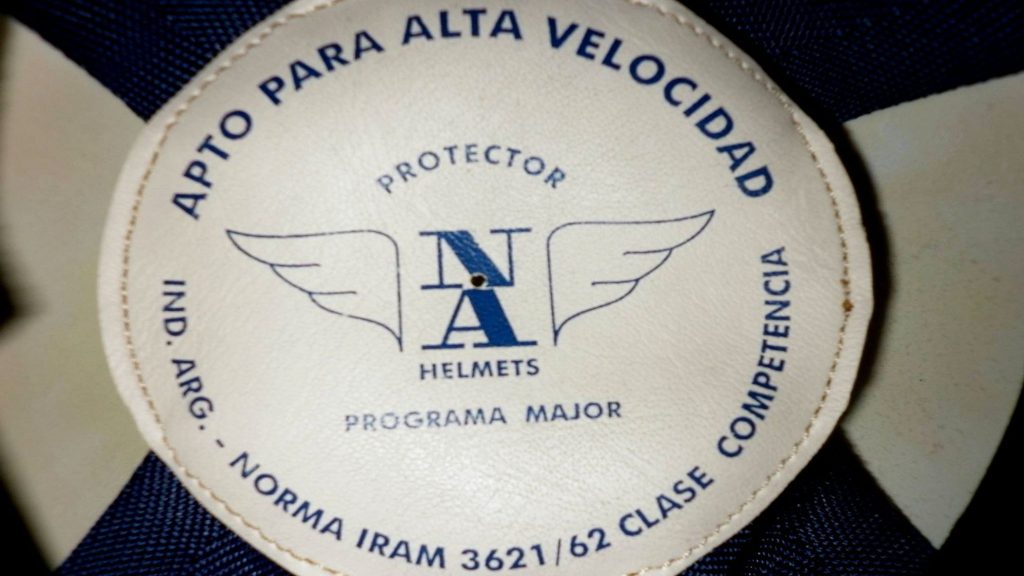 APTO PARA ALTA VELOCIDAD
PROTECTOR
NA
HELMETS
PROGRAMA MAJOR
IND. ARG. - NORMA IRAM 3621/62 CLASE COMPETENCIA